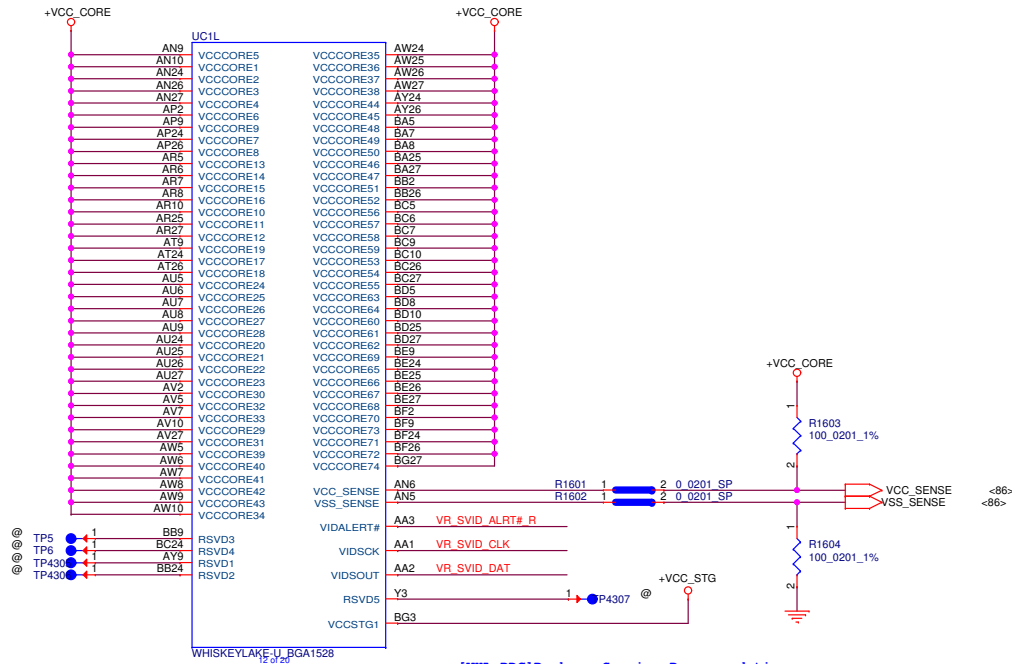 +VCC_CORE +VCC_CORE
UC1L
AN9 VCCCORE5 VCCCORE35 AW24
AN10 VCCCORE1 VCCCORE36 AW25
AN24 VCCCORE2 VCCCORE37 AW26
AN26 VCCCORE3 VCCCORE38 AW27
AN27 VCCCORE4 VCCCORE44 AY24
AP2 VCCCORE6 VCCCORE45 AY26
AP9 VCCCORE9 VCCCORE48 BA5
AP24 VCCCORE7 VCCCORE49 BA7
AP26 VCCCORE8 VCCCORE50 BA8
AR5 VCCCORE13 VCCCORE46 BA25
AR6 VCCCORE14 VCCCORE47 BA27
AR7 VCCCORE15 VCCCORE51 BB2
AR8 VCCCORE16 VCCCORE52 BB26
AR10 VCCCORE10 VCCCORE56 BC5
AR25 VCCCORE11 VCCCORE57 BC6
AR27 VCCCORE12 VCCCORE58 BC7
AT9 VCCCORE19 VCCCORE59 BC9
AT24 VCCCORE17 VCCCORE53 BC10
AT26 VCCCORE18 VCCCORE54 BC26
AU5 VCCCORE24 VCCCORE55 BC27
AU6 VCCCORE25 VCCCORE63 BD5
AU7 VCCCORE26 VCCCORE64 BD8
AU8 VCCCORE27 VCCCORE60 BD10
AU9 VCCCORE28 VCCCORE61 BD25
AU24 VCCCORE20 VCCCORE62 BD27
AU25 VCCCORE21 VCCCORE69 BE9
AU26 VCCCORE22 VCCCORE65 BE24
AU27 VCCCORE23 VCCCORE66 BE25
AV2 VCCCORE30 VCCCORE67 BE26
AV5 VCCCORE32 VCCCORE68 BE27
AV7 VCCCORE33 VCCCORE70 BF2
AV10 VCCCORE29 VCCCORE73 BF9
AV27 VCCCORE31 VCCCORE71 BF24
AW5 VCCCORE39 VCCCORE72 BF26
AW6 VCCCORE40 VCCCORE74 BG27
AW7 VCCCORE41
AW8 VCCCORE42 VCC_SENSE AN6 R1601 1 2 0_0201_SP VCC_SENSE <86>
AW9 VCCCORE43 VSS_SENSE AN5 R1602 1 2 0_0201_SP VSS_SENSE <86>
AW10 VCCCORE34
VIDALERT# AA3 VR_SVID_ALRT#_R
@ TP5 1 BB9 RSVD3
@ TP6 1 BC24 RSVD4 VIDSCK AA1 VR_SVID_CLK
@ TP430 1 AY9 RSVD1
@ TP430 1 BB24 RSVD2 VIDSOUT AA2 VR_SVID_DAT
RSVD5 Y3 1 TP4307 @
VCCSTG1 BG3 +VCC_STG
WHISKEYLAKE-U_BGA1528
12 of 20
+VCC_CORE
1
R1603
100_0201_1%
2
1
R1604
100_0201_1%
2